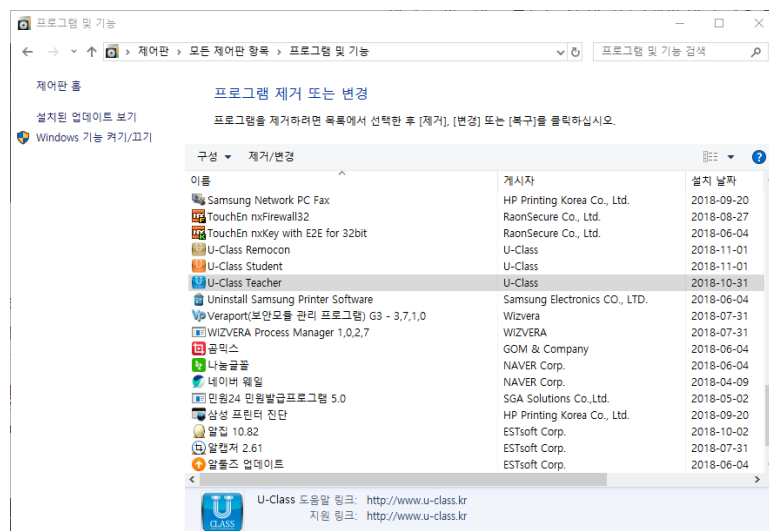 프로그램 및 기능
제어판 › 모든 제어판 항목 › 프로그램 및 기능
프로그램 및 기능 검색
제어판 홈
설치된 업데이트 보기
Windows 기능 켜기/끄기
프로그램 제거 또는 변경
프로그램을 제거하려면 목록에서 선택한 후 [제거], [변경] 또는 [복구]를 클릭하십시오.
구성 제거/변경
이름 게시자 설치 날짜
Samsung Network PC Fax HP Printing Korea Co., Ltd. 2018-09-20
TouchEn nxFirewall32 RaonSecure Co., Ltd. 2018-08-27
TouchEn nxKey with E2E for 32bit RaonSecure Co., Ltd. 2018-06-04
U-Class Remocon U-Class 2018-11-01
U-Class Student U-Class 2018-11-01
U-Class Teacher U-Class 2018-10-31
Uninstall Samsung Printer Software Samsung Electronics CO., LTD. 2018-06-04
Veraport(보안모듈 관리 프로그램) G3 - 3,7,1,0 Wizvera 2018-07-31
WIZVERA Process Manager 1,0,2,7 WIZVERA 2018-07-31
곰믹스 GOM & Company 2018-06-04
나눔글꼴 NAVER Corp. 2018-06-04
네이버 웨일 NAVER Corp. 2018-04-09
민원24 민원발급프로그램 5.0 SGA Solutions Co.,Ltd. 2018-05-02
삼성 프린터 진단 HP Printing Korea Co., Ltd. 2018-09-20
알집 10.82 ESTsoft Corp. 2018-10-02
알캡처 2.61 ESTsoft Corp. 2018-07-31
알툴즈 업데이트 ESTsoft Corp. 2018-06-04
U-Class 도움말 링크: http://www.u-class.kr
지원 링크: http://www.u-class.kr
U
CLASS